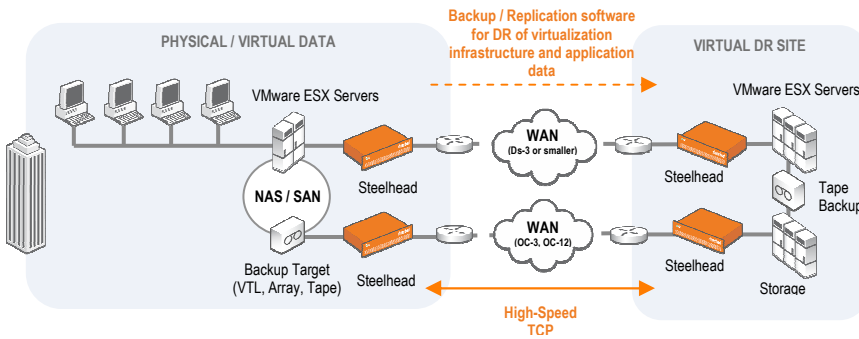 Backup / Replication software
for DR of virtualization
infrastructure and application
data
PHYSICAL / VIRTUAL DATA
VIRTUAL DR SITE
VMware ESX Servers
VMware ESX Servers
WAN
(Ds-3 or smaller)
Steelhead
Steelhead
NAS / SAN
Tape
Backup
WAN
(OC-3, OC-12)
Backup Target
(VTL, Array, Tape)
Steelhead
Steelhead
Storage
High-Speed
TCP